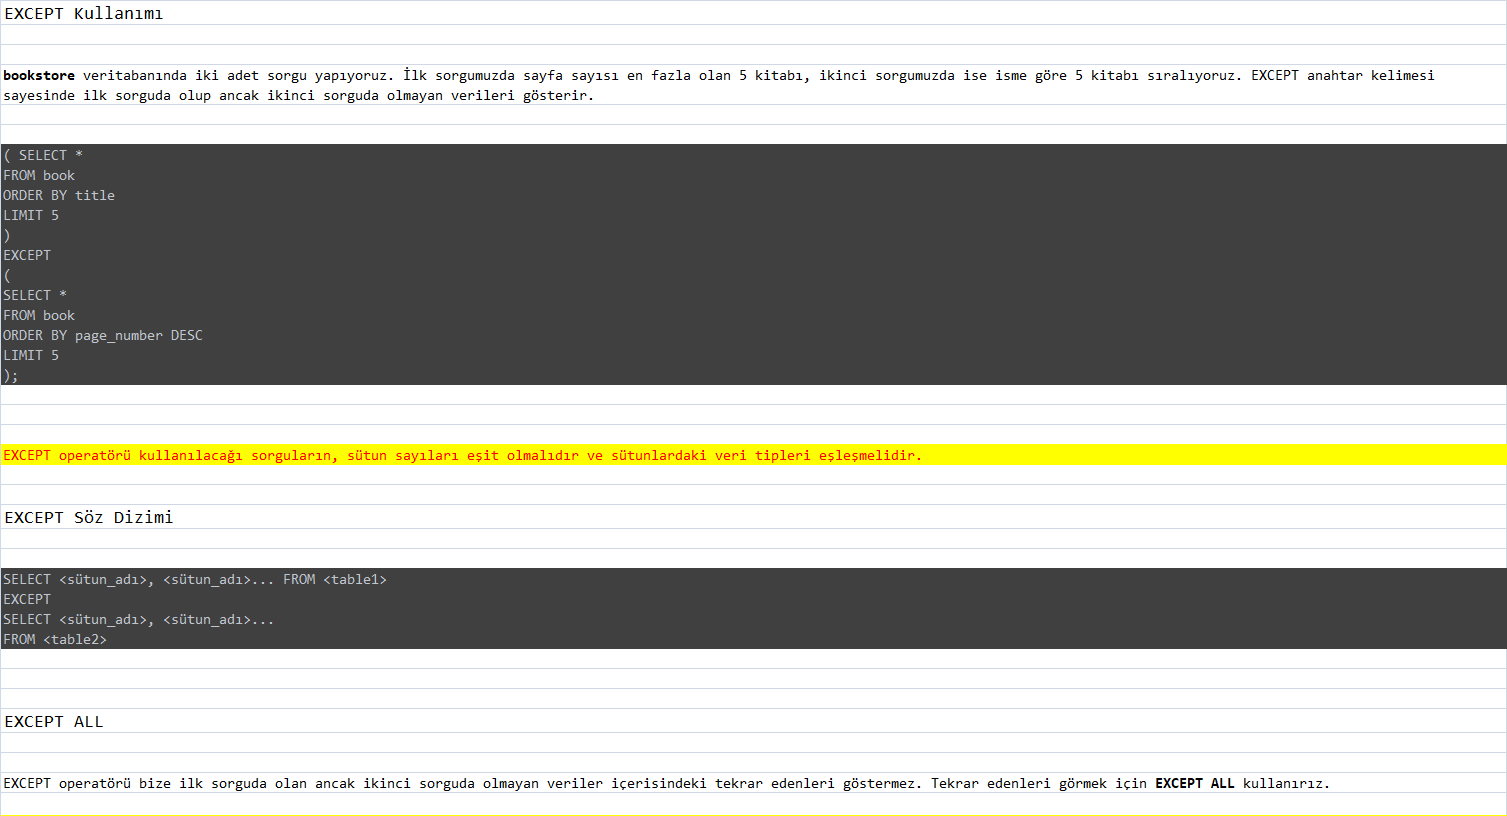 EXCEPT Kullanımı
bookstore veritabanında iki adet sorgu yapıyoruz. İlk sorgumuzda sayfa sayısı en fazla olan 5 kitabı, ikinci sorgumuzda ise isme göre 5 kitabı sıralıyoruz. EXCEPT anahtar kelimesi
sayesinde ilk sorguda olup ancak ikinci sorguda olmayan verileri gösterir.
( SELECT *
FROM book
ORDER BY title
LIMIT 5
)
EXCEPT
(
SELECT *
FROM book
ORDER BY page_number DESC
LIMIT 5
);
EXCEPT operatörü kullanılacağı sorguların, sütun sayıları eşit olmalıdır ve sütunlardaki veri tipleri eşleşmelidir.
EXCEPT Söz Dizimi
SELECT <sütun_adı>, <sütun_adı>... FROM <table1>
EXCEPT
SELECT <sütun_adı>, <sütun_adı>...
FROM <table2>
EXCEPT ALL
EXCEPT operatörü bize ilk sorguda olan ancak ikinci sorguda olmayan veriler içerisindeki tekrar edenleri göstermez. Tekrar edenleri görmek için EXCEPT ALL kullanırız.